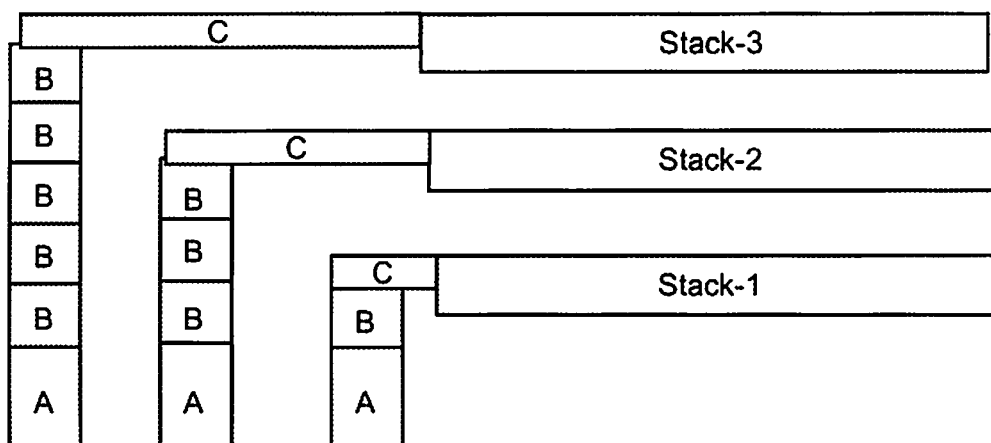 C Stack-3
B
B C Stack-2
B B
B B C Stack-1
B B B
A A A